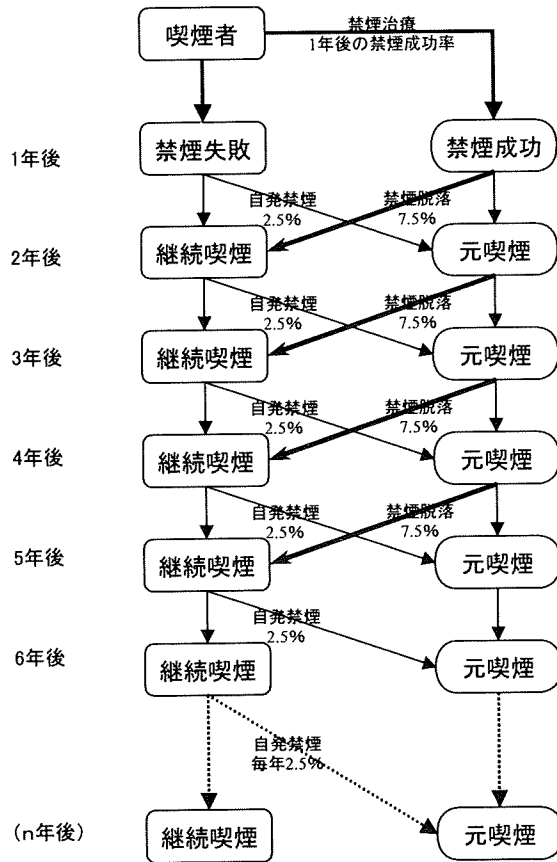 喫煙者
禁煙治療
1年後の禁煙成功率
1年後
禁煙失敗
禁煙成功
自発禁煙
2.5%
禁煙脱落
7.5%
2年後
継続喫煙
元喫煙
自発禁煙
2.5%
禁煙脱落
7.5%
3年後
継続喫煙
元喫煙
自発禁煙
2.5%
禁煙脱落
7.5%
4年後
継続喫煙
元喫煙
自発禁煙
2.5%
禁煙脱落
7.5%
5年後
継続喫煙
元喫煙
自発禁煙
2.5%
6年後
継続喫煙
元喫煙
自発禁煙
毎年2.5%
(n年後)
継続喫煙
元喫煙